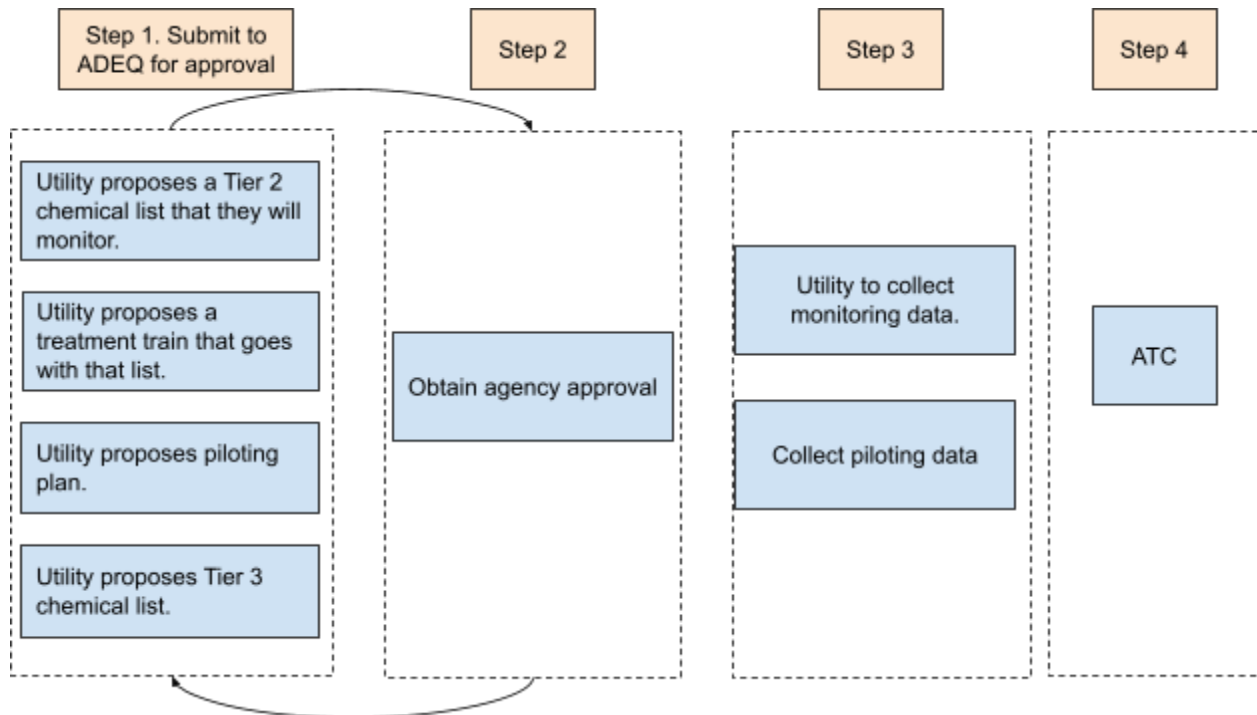 Step 1. Submit to
ADEQ for approval
Step 2
Step 3
Step 4
Utility proposes a Tier 2
chemical list that they will
monitor.
Utility proposes a
treatment train that goes
with that list.
Utility proposes piloting
plan.
Utility proposes Tier 3
chemical list.
Obtain agency approval
Utility to collect
monitoring data.
Collect piloting data
ATC